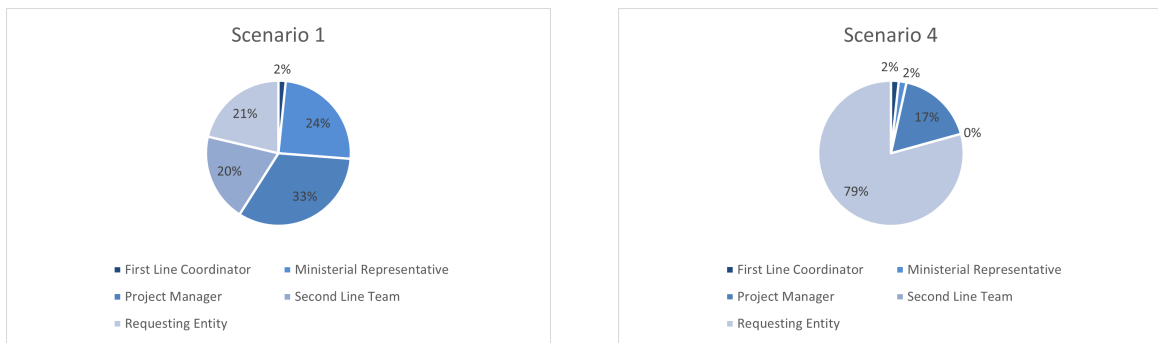 Scenario 1
2%
24%
33%
20%
21%
First Line Coordinator
Ministerial Representative
Project Manager
Second Line Team
Requesting Entity
Scenario 4
2%
2%
17%
0%
79%
First Line Coordinator
Ministerial Representative
Project Manager
Second Line Team
Requesting Entity